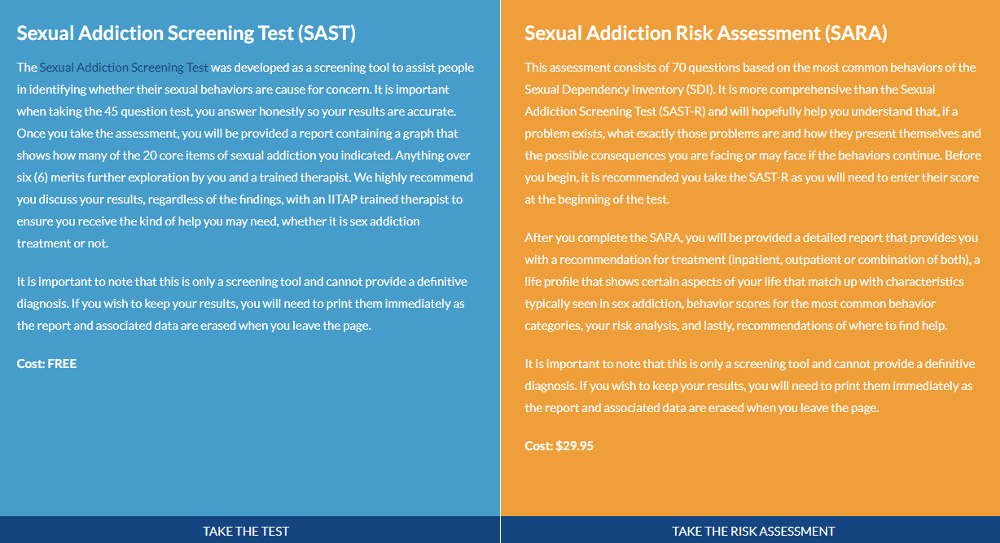 Sexual Addiction Screening Test (SAST)
The Sexual Addiction Screening Test was developed as a screening tool to assist people
in identifying whether their sexual behaviors are cause for concern. It is important
when taking the 45 question test, you answer honestly so your results are accurate.
Once you take the assessment, you will be provided a report containing a graph that
shows how many of the 20 core items of sexual addiction you indicated. Anything over
six (6) merits further exploration by you and a trained therapist. We highly recommend
you discuss your results, regardless of the findings, with an IITAP trained therapist to
ensure you receive the kind of help you may need, whether it is sex addiction
treatment or not.
It is important to note that this is only a screening tool and cannot provide a definitive
diagnosis. If you wish to keep your results, you will need to print them immediately as
the report and associated data are erased when you leave the page.
Cost: FREE
TAKE THE TEST
Sexual Addiction Risk Assessment (SARA)
This assessment consists of 70 questions based on the most common behaviors of the
Sexual Dependency Inventory (SDI). It is more comprehensive than the Sexual
Addiction Screening Test (SAST-R) and will hopefully help you understand that, if a
problem exists, what exactly those problems are and how they present themselves and
the possible consequences you are facing or may face if the behaviors continue. Before
you begin, it is recommended you take the SAST-R as you will need to enter their score
at the beginning of the test.
After you complete the SARA, you will be provided a detailed report that provides you
with a recommendation for treatment (inpatient, outpatient or combination of both), a
life profile that shows certain aspects of your life that match up with characteristics
typically seen in sex addiction, behavior scores for the most common behavior
categories, your risk analysis, and lastly, recommendations of where to find help.
It is important to note that this is only a screening tool and cannot provide a definitive
diagnosis. If you wish to keep your results, you will need to print them immediately as
the report and associated data are erased when you leave the page.
Cost: $29.95
TAKE THE RISK ASSESSMENT